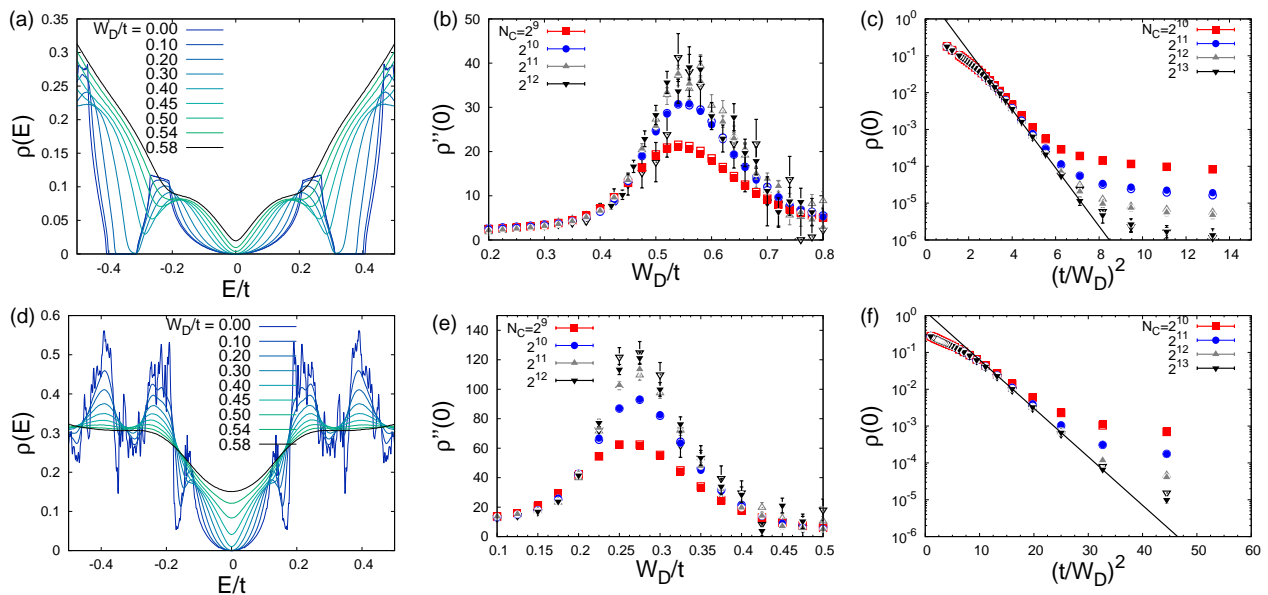 (a)
W_D/t = 0.00
0.10
0.20
0.30
0.40
0.45
0.50
0.54
0.58
ρ(E)
0.35
0.3
0.25
0.2
0.15
0.1
0.05
0
-0.4 -0.2 0 0.2 0.4
E/t
(b)
N_C=2^9
2^10
2^11
2^12
ρ''(0)
50
40
30
20
10
0
0.2 0.3 0.4 0.5 0.6 0.7 0.8
W_D/t
(c)
N_C=2^10
2^11
2^12
2^13
ρ(0)
10^0
10^-1
10^-2
10^-3
10^-4
10^-5
10^-6
0 2 4 6 8 10 12 14
(t/W_D)^2
(d)
W_D/t = 0.00
0.10
0.20
0.30
0.40
0.45
0.50
0.54
0.58
ρ(E)
0.6
0.5
0.4
0.3
0.2
0.1
0
-0.4 -0.2 0 0.2 0.4
E/t
(e)
N_C=2^9
2^10
2^11
2^12
ρ''(0)
140
120
100
80
60
40
20
0
0.1 0.15 0.2 0.25 0.3 0.35 0.4 0.45 0.5
W_D/t
(f)
N_C=2^10
2^11
2^12
2^13
ρ(0)
10^0
10^-1
10^-2
10^-3
10^-4
10^-5
10^-6
0 10 20 30 40 50 60
(t/W_D)^2